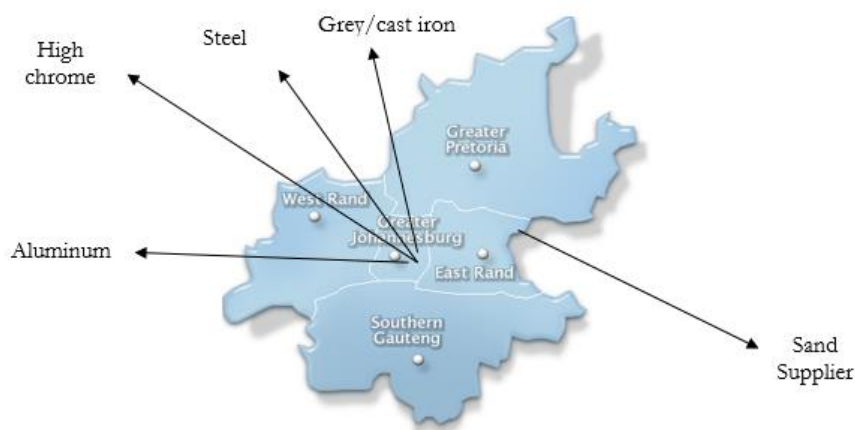 Grey/cast iron
Steel
High
chrome
Greater
Pretoria
West Rand
Greater
Johannesburg
Aluminum
East Rand
Southern
Gauteng
Sand
Supplier